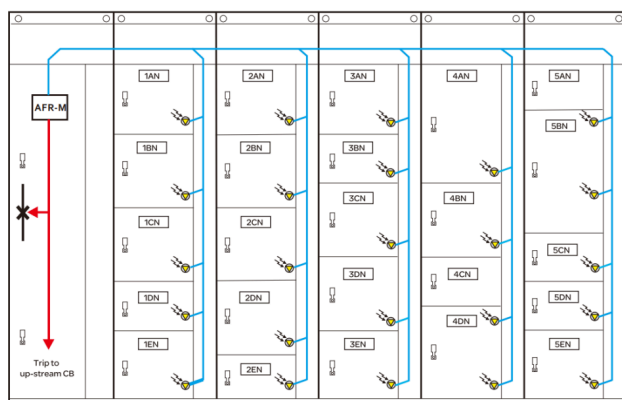 AFR-M
Trip to
up-stream CB
1AN
1BN
1CN
1DN
1EN
2AN
2BN
2CN
2DN
2EN
3AN
3BN
3CN
3DN
3EN
4AN
4BN
4CN
4DN
5AN
5BN
5CN
5DN
5EN